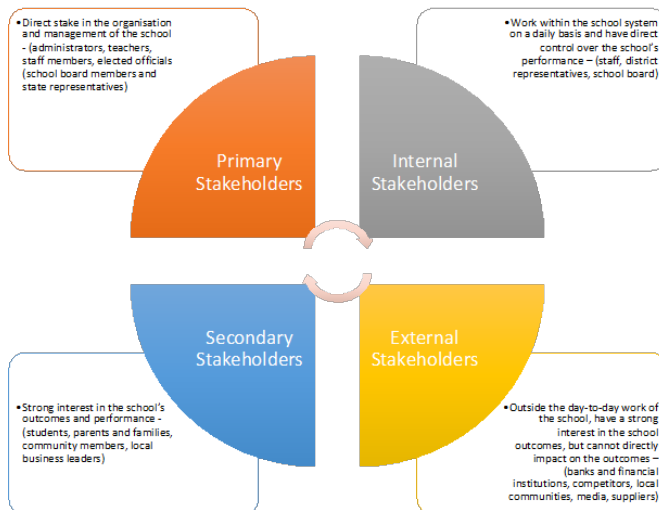 •Direct stake in the organisation
and management of the school
- (administrators, teachers,
staff members, elected officials
(school board members and
state representatives)
•Work within the school system
on a daily basis and have direct
control over the school's
performance – (staff, district
representatives, school board)
Primary
Stakeholders
Internal
Stakeholders
Secondary
Stakeholders
External
Stakeholders
•Strong interest in the school's
outcomes and performance -
(students, parents and families,
community members, local
business leaders)
•Outside the day-to-day work of
the school, have a strong
interest in the school
outcomes, but cannot directly
impact on the outcomes –
(banks and financial
institutions, competitors, local
communities, media, suppliers)